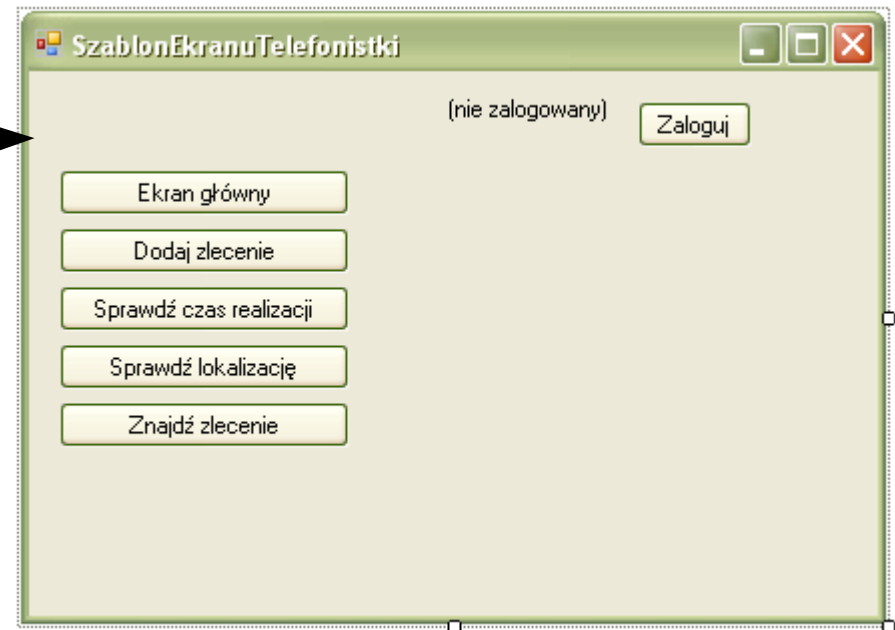 SzablonEkranuTelefonistki
(nie zalogowany) Zaloguj
Ekran główny
Dodaj zlecenie
Sprawdź czas realizacji
Sprawdź lokalizację
Znajdź zlecenie